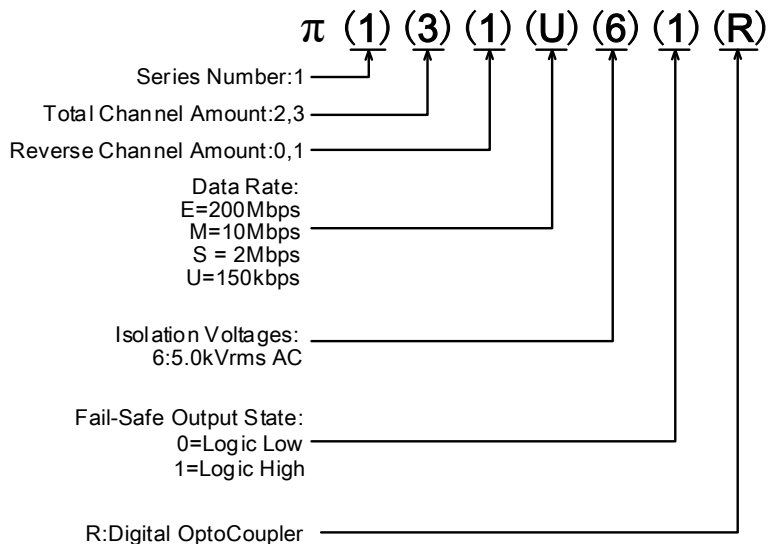 π (1) (3) (1) (U) (6) (1) (R)
Series Number:1
Total Channel Amount:2,3
Reverse Channel Amount:0,1
Data Rate:
E=200Mbps
M=10Mbps
S = 2Mbps
U=150kbps
Isolation Voltages:
6:5.0kVrms AC
Fail-Safe Output State:
0=Logic Low
1=Logic High
R:Digital OptoCoupler